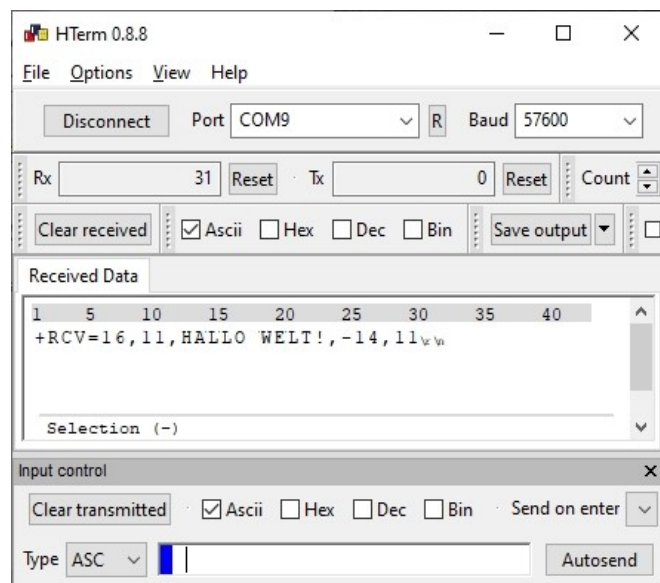 HTerm 0.8.8
File Options View Help
Disconnect Port COM9 R Baud 57600
Rx 31 Reset Tx 0 Reset Count
Clear received Ascii Hex Dec Bin Save output
Received Data
1 5 10 15 20 25 30 35 40
+RCV=16,11,HALLO WELT!,-14,11\r\n
Selection (-)
Input control
Clear transmitted Ascii Hex Dec Bin Send on enter
Type ASC Autosend